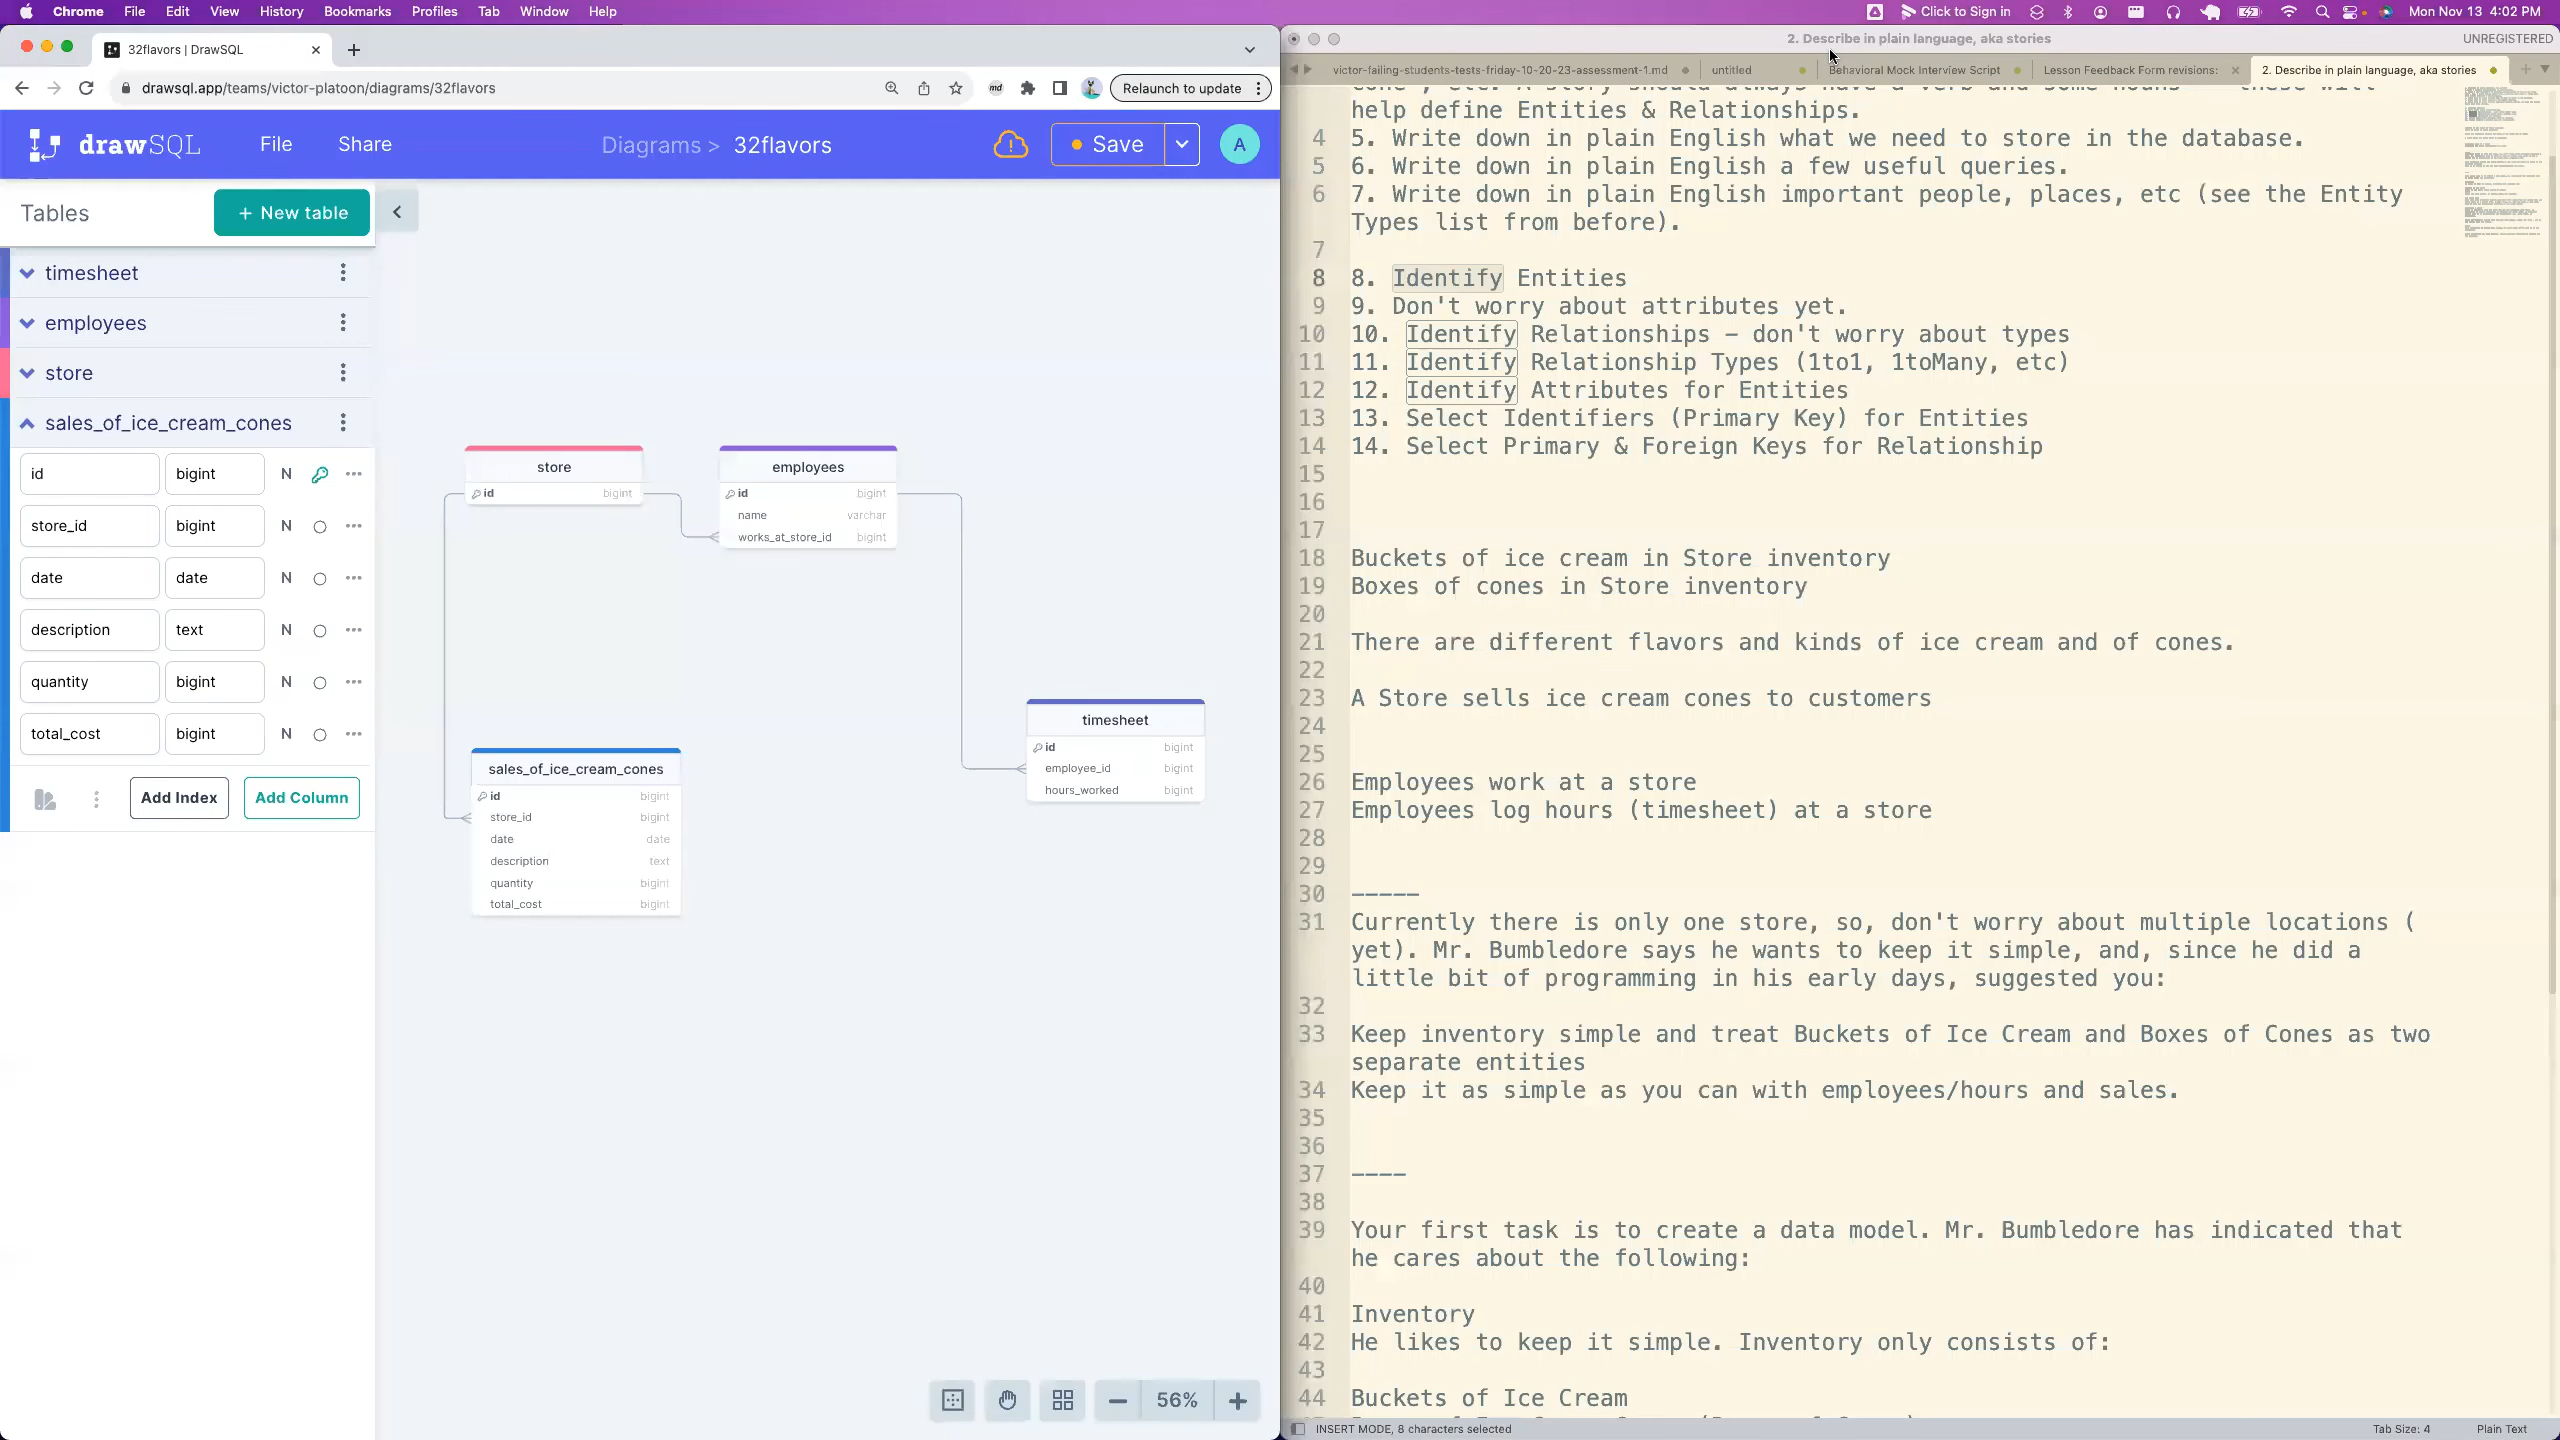 Chrome File Edit View History Bookmarks Profiles Tab Window Help
Click to Sign in
Mon Nov 13 4:02 PM
32flavors | DrawSQL
drawsql.app/teams/victor-platoon/diagrams/32flavors
Relaunch to update
drawSQL File Share Diagrams > 32flavors Save A
Tables
+ New table
timesheet
employees
store
sales_of_ice_cream_cones
id bigint N
store_id bigint N
date date N
description text N
quantity bigint N
total_cost bigint N
Add Index
Add Column
store
id bigint
employees
id bigint
name varchar
works_at_store_id bigint
timesheet
id bigint
employee_id bigint
hours_worked bigint
sales_of_ice_cream_cones
id bigint
store_id bigint
date date
description text
quantity bigint
total_cost bigint
56%
2. Describe in plain language, aka stories
UNREGISTERED
victor-failing-students-tests-friday-10-20-23-assessment-1.md
untitled
Behavioral Mock Interview Script
Lesson Feedback Form revisions:
2. Describe in plain language, aka stories
help define Entities & Relationships.
4 5. Write down in plain English what we need to store in the database.
5 6. Write down in plain English a few useful queries.
6 7. Write down in plain English important people, places, etc (see the Entity
Types list from before).
7
8 8. Identify Entities
9 9. Don't worry about attributes yet.
10 10. Identify Relationships – don't worry about types
11 11. Identify Relationship Types (1to1, 1toMany, etc)
12 12. Identify Attributes for Entities
13 13. Select Identifiers (Primary Key) for Entities
14 14. Select Primary & Foreign Keys for Relationship
15
16
17
18 Buckets of ice cream in Store inventory
19 Boxes of cones in Store inventory
20
21 There are different flavors and kinds of ice cream and of cones.
22
23 A Store sells ice cream cones to customers
24
25
26 Employees work at a store
27 Employees log hours (timesheet) at a store
28
29
30 -----
31 Currently there is only one store, so, don't worry about multiple locations (
yet). Mr. Bumbledore says he wants to keep it simple, and, since he did a
little bit of programming in his early days, suggested you:
32
33 Keep inventory simple and treat Buckets of Ice Cream and Boxes of Cones as two
separate entities
34 Keep it as simple as you can with employees/hours and sales.
35
36
37 ----
38
39 Your first task is to create a data model. Mr. Bumbledore has indicated that
he cares about the following:
40
41 Inventory
42 He likes to keep it simple. Inventory only consists of:
43
44 Buckets of Ice Cream
INSERT MODE, 8 characters selected
Tab Size: 4
Plain Text